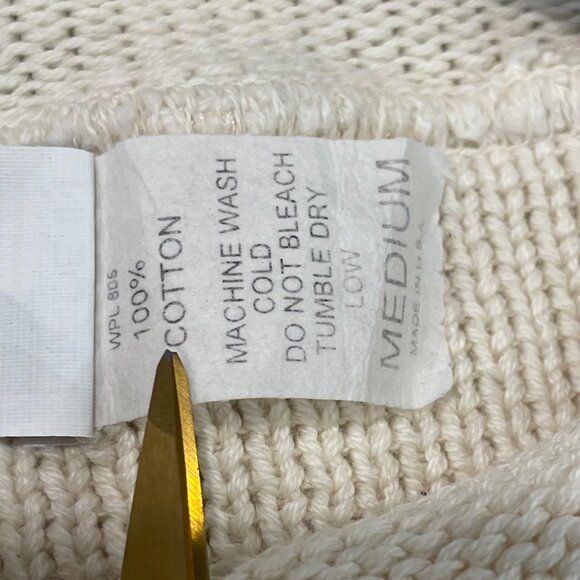 WPL 805
100%
COTTON
MACHINE WASH
COLD
DO NOT BLEACH
TUMBLE DRY
LOW
MEDIUM
MADE IN U.S.A.